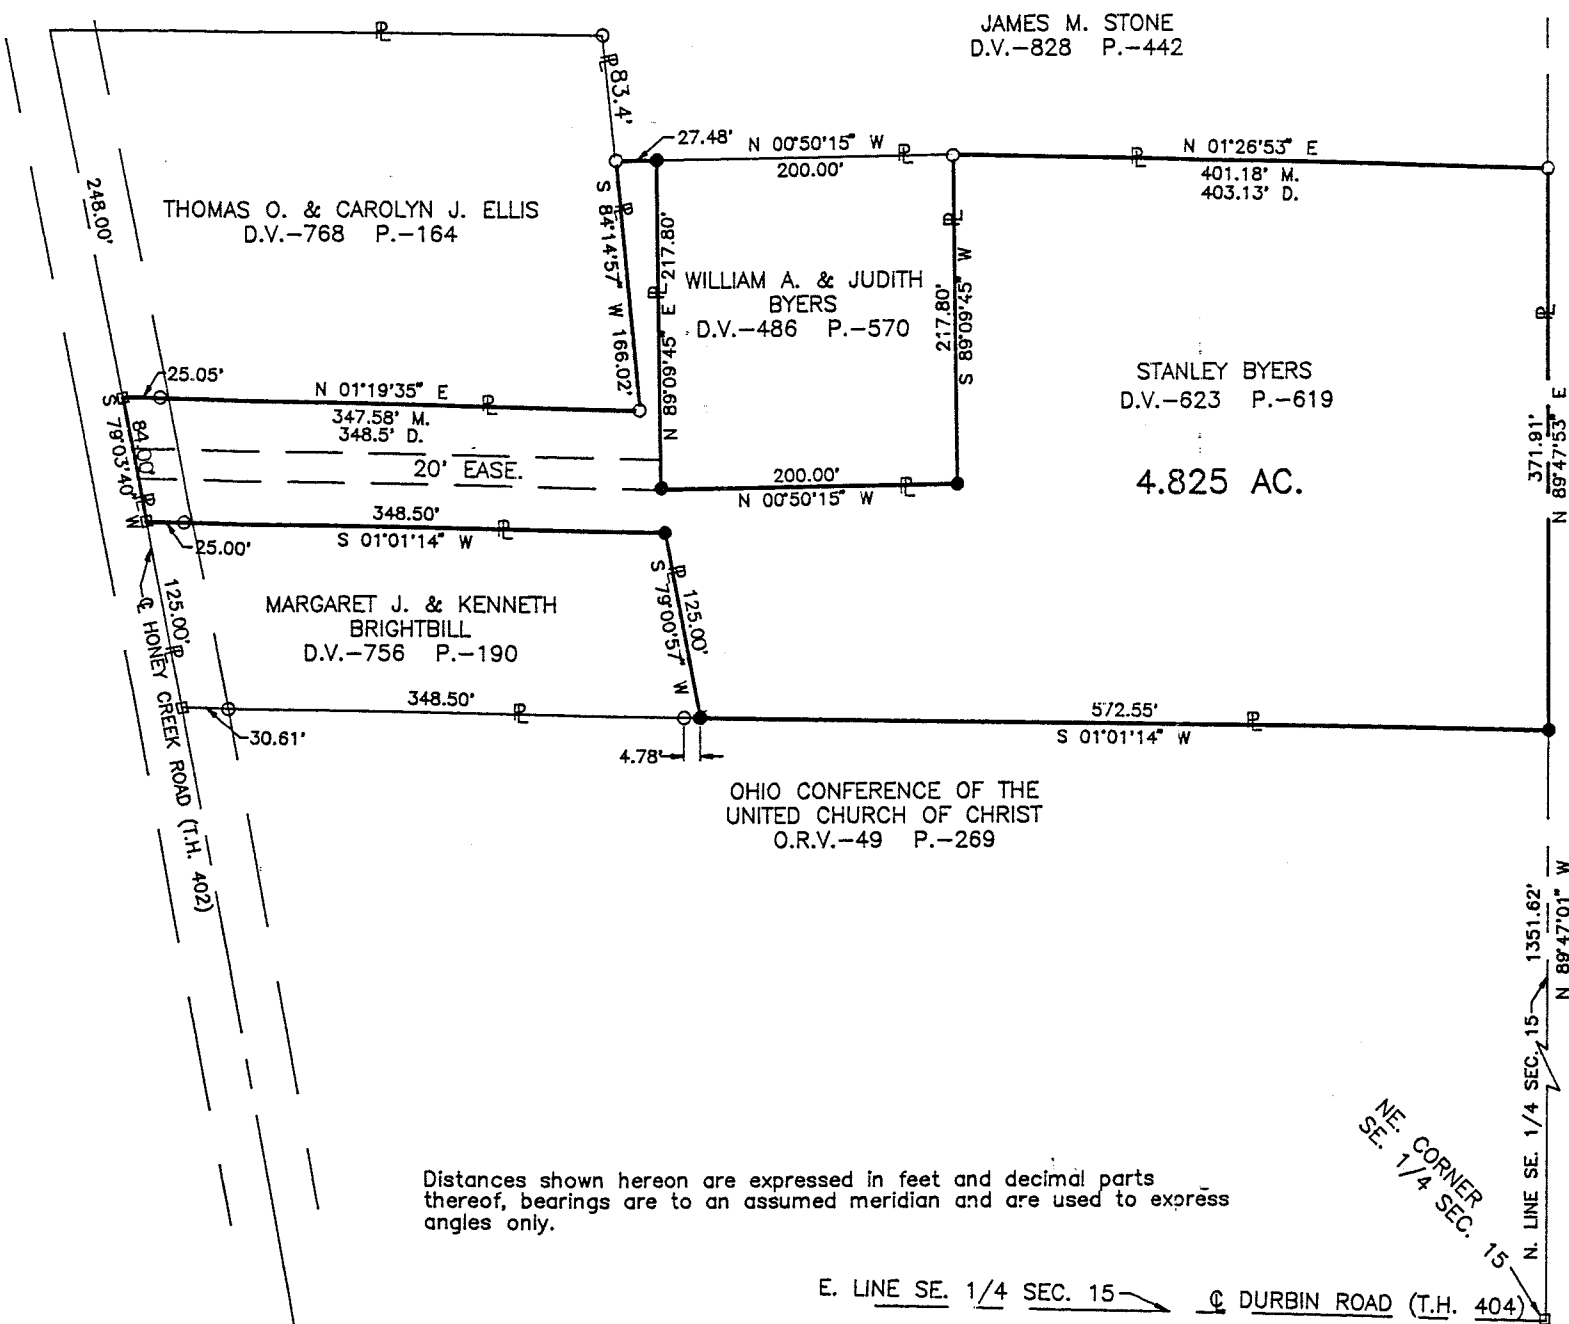 JAMES M. STONE
D.V.-828 P.-442
83.4'
27.48'
N 00°50'15" W
200.00'
N 01°26'53" E
401.18' M.
403.13' D.
248.00'
THOMAS O. & CAROLYN J. ELLIS
D.V.-768 P.-164
S 84°14'57" W 166.02'
N 89°09'45" E 217.80'
WILLIAM A. & JUDITH
BYERS
D.V.-486 P.-570
217.80'
S 89°09'45" W
STANLEY BYERS
D.V.-623 P.-619
4.825 AC.
371.91'
N 89°47'53" E
25.05'
N 01°19'35" E
347.58' M.
348.5' D.
84.00'
S 79°03'40" W
20' EASE.
200.00'
N 00°50'15" W
348.50'
S 01°01'14" W
25.00'
125.00'
MARGARET J. & KENNETH
BRIGHTBILL
D.V.-756 P.-190
S 79°00'57" W
125.00'
348.50'
30.61'
4.78'
572.55'
S 01°01'14" W
℄ HONEY CREEK ROAD (T.H. 402)
OHIO CONFERENCE OF THE
UNITED CHURCH OF CHRIST
O.R.V.-49 P.-269
1351.62'
N 89°47'01" W
N. LINE SE. 1/4 SEC. 15
NE. CORNER
SE. 1/4 SEC. 15
Distances shown hereon are expressed in feet and decimal parts
thereof, bearings are to an assumed meridian and are used to express
angles only.
E. LINE SE. 1/4 SEC. 15
℄ DURBIN ROAD (T.H. 404)